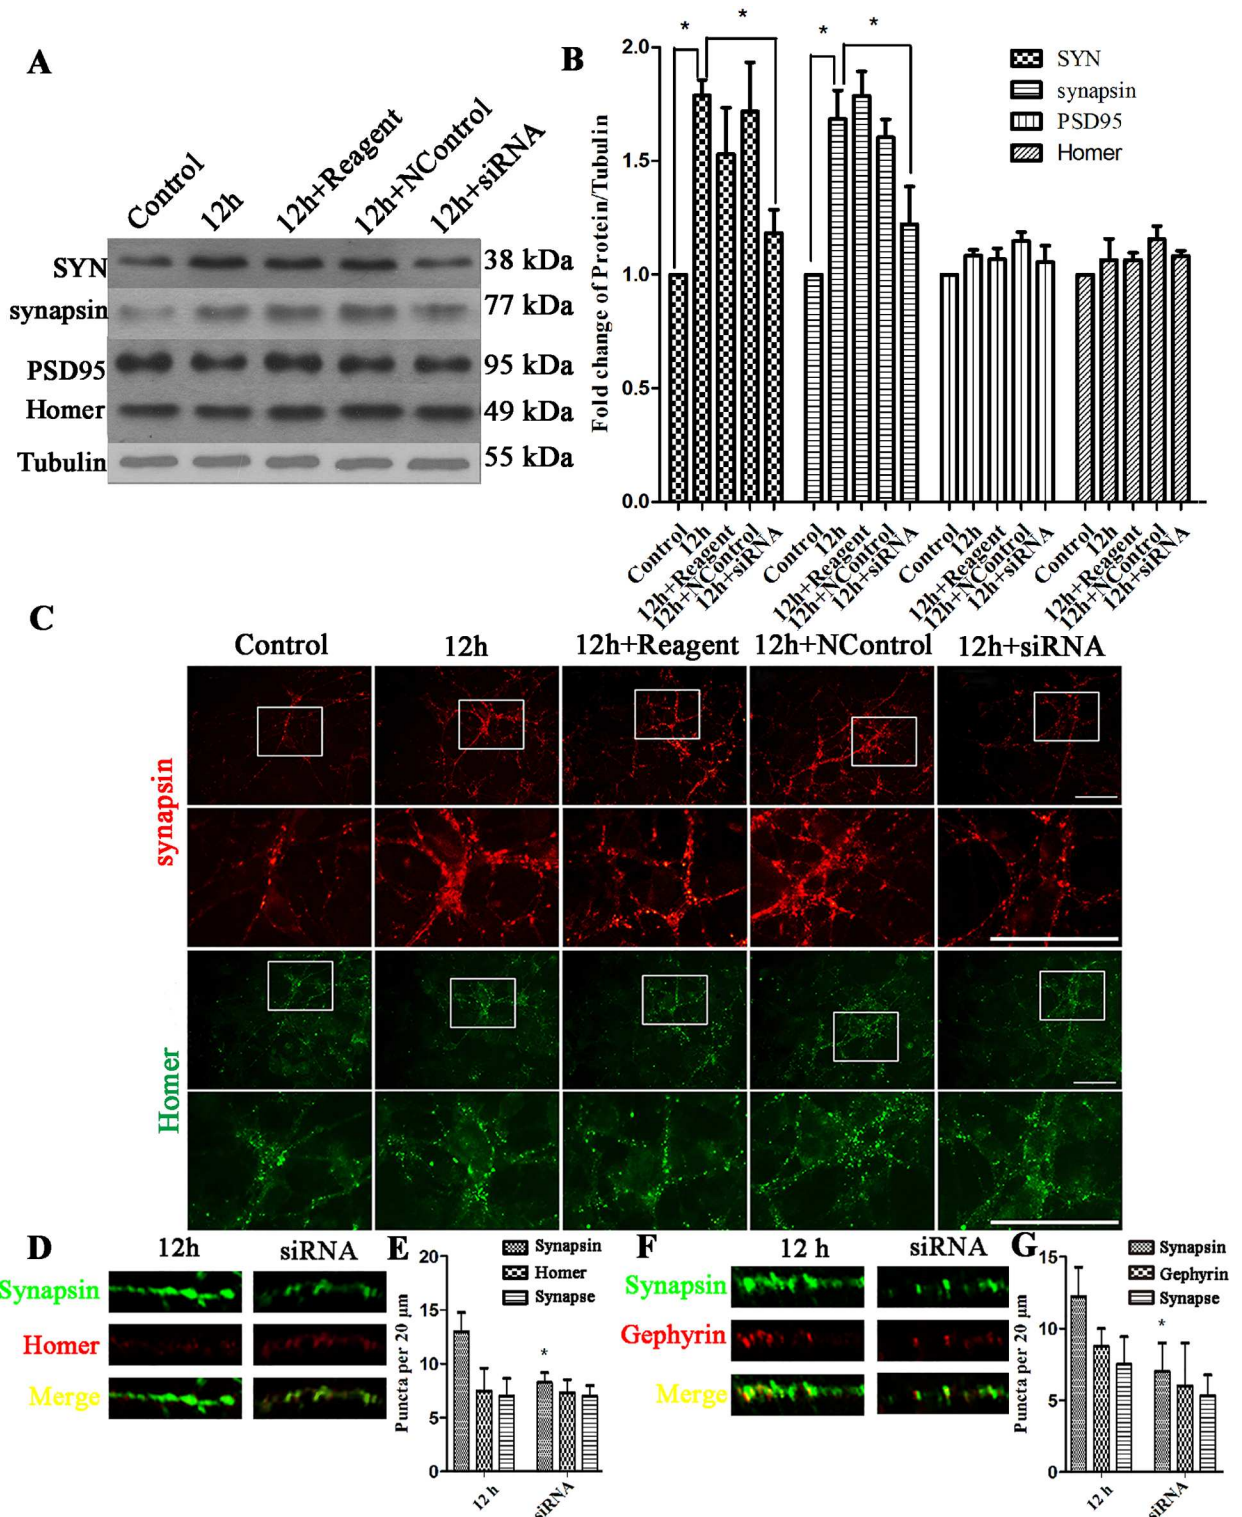 A
Control
12h
12h+Reagent
12h+NControl
12h+siRNA
SYN
38 kDa
synapsin
77 kDa
PSD95
95 kDa
Homer
49 kDa
Tubulin
55 kDa
B
* * * *
SYN
synapsin
PSD95
Homer
Fold change of Protein/Tubulin
2.0
1.5
1.0
0.5
0.0
Control
12h
12h+Reagent
12h+NControl
12h+siRNA
Control
12h
12h+Reagent
12h+NControl
12h+siRNA
Control
12h
12h+Reagent
12h+NControl
12h+siRNA
Control
12h
12h+Reagent
12h+NControl
12h+siRNA
C
Control 12h 12h+Reagent 12h+NControl 12h+siRNA
synapsin
Homer
D
12h siRNA
Synapsin
Homer
Merge
E
Synapsin
Homer
Synapse
Puncta per 20 μm
20
15
10
5
0
*
12 h
siRNA
F
12 h siRNA
Synapsin
Gephyrin
Merge
G
Synapsin
Gephyrin
Synapse
Puncta per 20 μm
15
10
5
0
*
12 h
siRNA